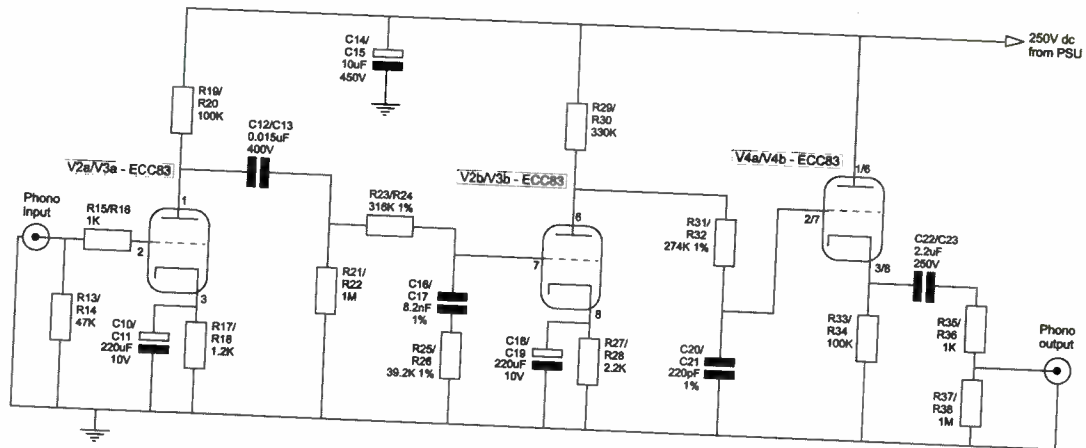 250V dc
from PSU
C14/
C15
10uF
450V
R19/
R20
100K
R29/
R30
330K
C12/C13
0.015uF
400V
V2a/V3a - ECC83
V2b/V3b - ECC83
V4a/V4b - ECC83
1/6
Phono
input
R15/R16
1K
1
2
3
R23/R24
316K 1%
6
7
8
R31/
R32
274K 1%
2/7
3/8
C22/C23
2.2uF
250V
R13/
R14
47K
C10/
C11
220uF
10V
R17/
R18
1.2K
R21/
R22
1M
C16/
C17
8.2nF
1%
R25/
R26
39.2K 1%
C18/
C19
220uF
10V
R27/
R28
2.2K
C20/
C21
220pF
1%
R33/
R34
100K
R35/
R36
1K
Phono
output
R37/
R38
1M